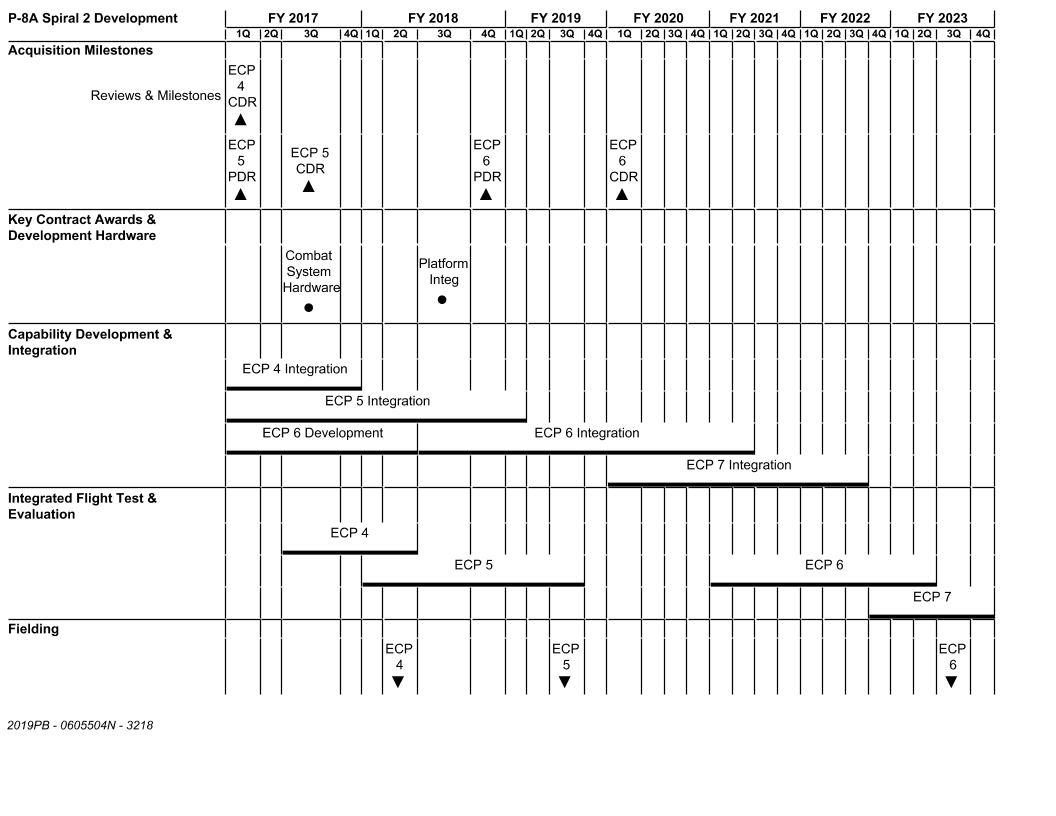 P-8A Spiral 2 Development FY 2017 FY 2018 FY 2019 FY 2020 FY 2021 FY 2022 FY 2023
1Q 2Q 3Q 4Q 1Q 2Q 3Q 4Q 1Q 2Q 3Q 4Q 1Q 2Q 3Q 4Q 1Q 2Q 3Q 4Q 1Q 2Q 3Q 4Q 1Q 2Q 3Q 4Q
Acquisition Milestones
Reviews & Milestones
ECP
4
CDR
ECP
5
PDR
ECP 5
CDR
ECP
6
PDR
ECP
6
CDR
Key Contract Awards &
Development Hardware
Combat
System
Hardware
Platform
Integ
Capability Development &
Integration
ECP 4 Integration
ECP 5 Integration
ECP 6 Development ECP 6 Integration
ECP 7 Integration
Integrated Flight Test &
Evaluation
ECP 4
ECP 5 ECP 6
ECP 7
Fielding
ECP
4
ECP
5
ECP
6
2019PB - 0605504N - 3218